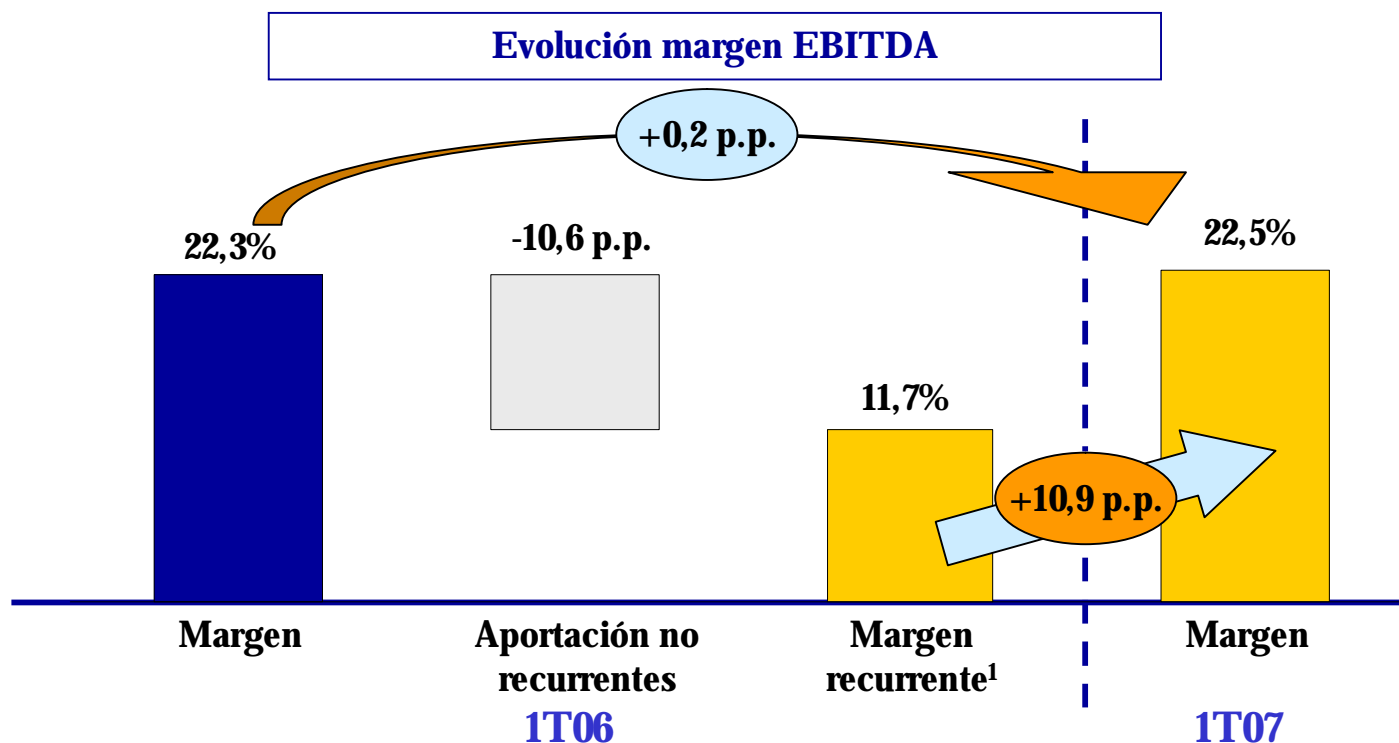 Evolución margen EBITDA
+0,2 p.p.
22,3%
-10,6 p.p.
22,5%
11,7%
+10,9 p.p.
Margen
Aportación no
recurrentes
Margen
recurrente¹
Margen
1T06
1T07